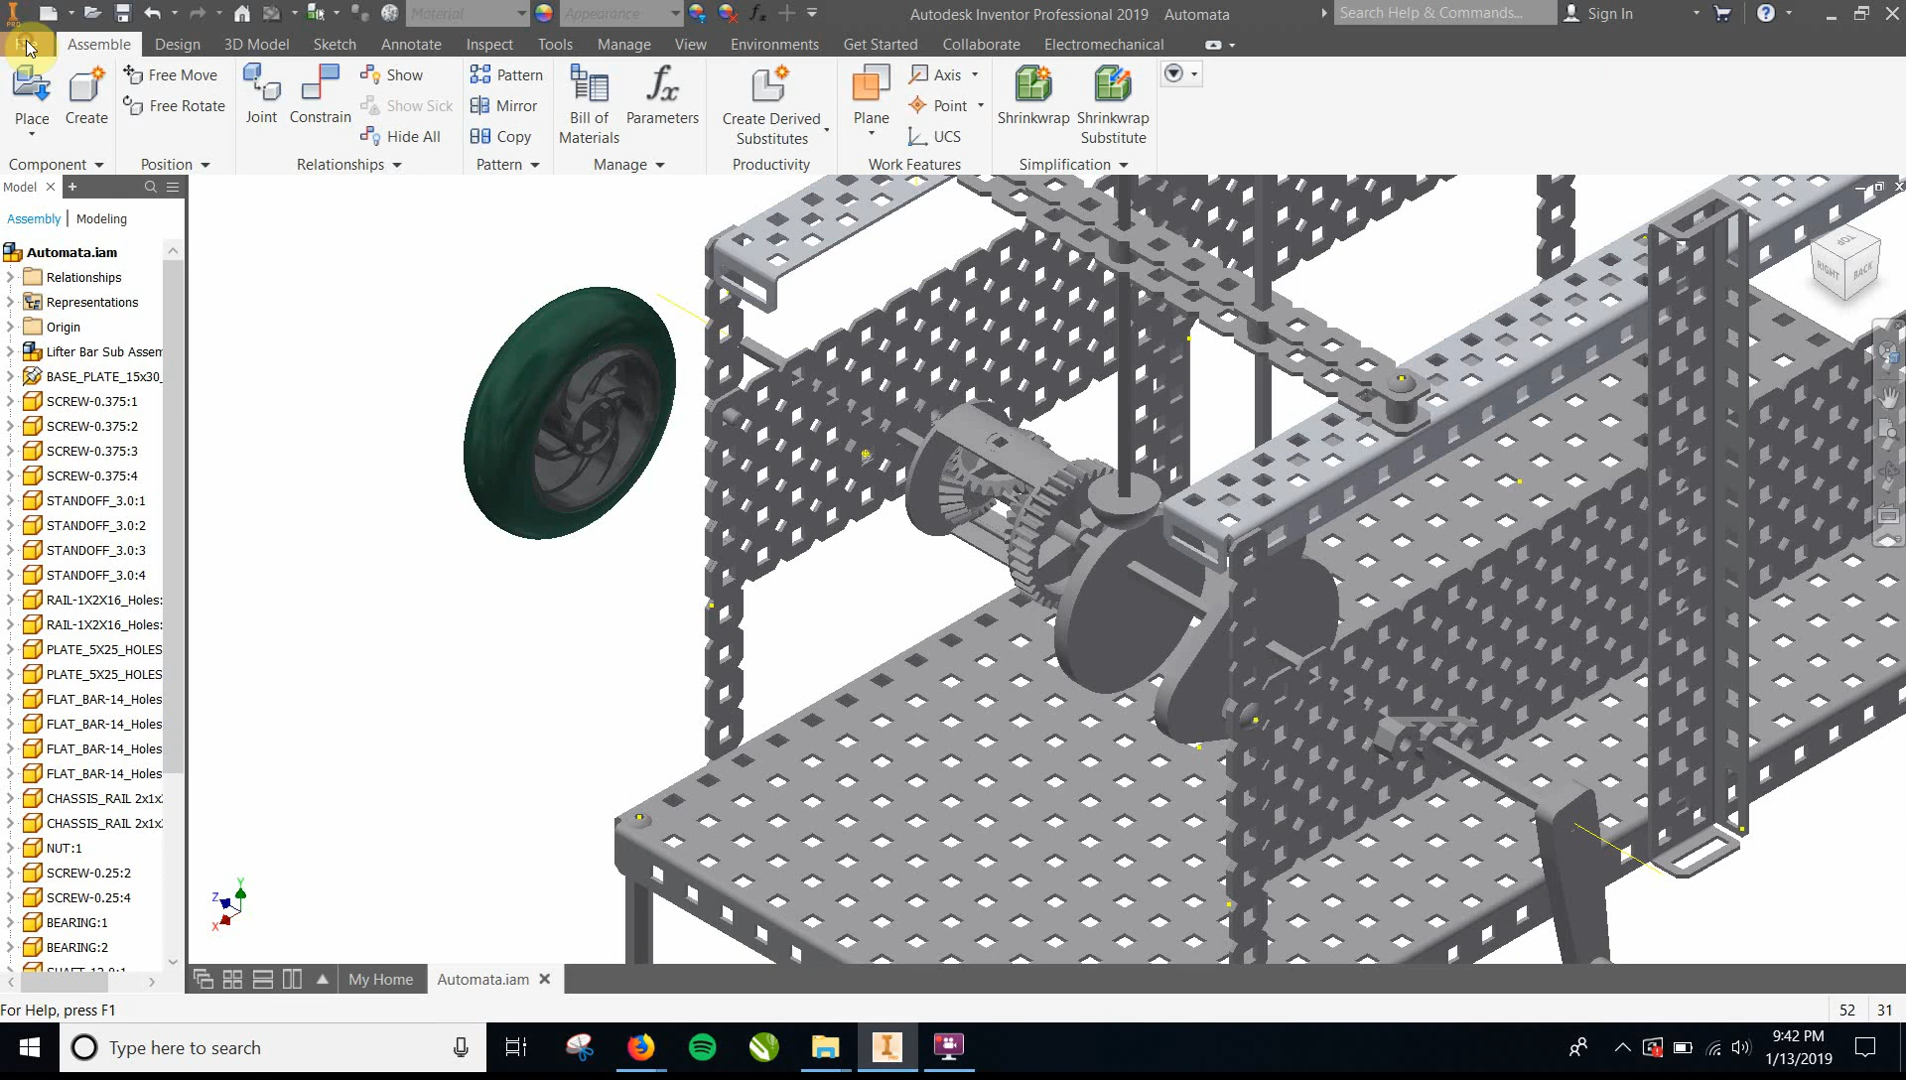 Material
Appearance
Autodesk Inventor Professional 2019 Automata
Search Help & Commands...
Sign In
Assemble
Design
3D Model
Sketch
Annotate
Inspect
Tools
Manage
View
Environments
Get Started
Collaborate
Electromechanical
Place
Create
Free Move
Free Rotate
Joint
Constrain
Show
Show Sick
Hide All
Pattern
Mirror
Copy
Bill of
Materials
Parameters
Create Derived
Substitutes
Plane
Axis
Point
UCS
Shrinkwrap
Shrinkwrap
Substitute
Component
Position
Relationships
Pattern
Manage
Productivity
Work Features
Simplification
Model
Assembly
Modeling
Automata.iam
Relationships
Representations
Origin
Lifter Bar Sub Assem
BASE_PLATE_15x30_
SCREW-0.375:1
SCREW-0.375:2
SCREW-0.375:3
SCREW-0.375:4
STANDOFF_3.0:1
STANDOFF_3.0:2
STANDOFF_3.0:3
STANDOFF_3.0:4
RAIL-1X2X16_Holes:
RAIL-1X2X16_Holes:
PLATE_5X25_HOLES
PLATE_5X25_HOLES
FLAT_BAR-14_Holes
FLAT_BAR-14_Holes
FLAT_BAR-14_Holes
FLAT_BAR-14_Holes
CHASSIS_RAIL 2x1x
CHASSIS_RAIL 2x1x
NUT:1
SCREW-0.25:2
SCREW-0.25:4
BEARING:1
BEARING:2
TOP
RIGHT
BACK
Y
Z
X
My Home
Automata.iam
For Help, press F1
52
31
Type here to search
9:42 PM
1/13/2019